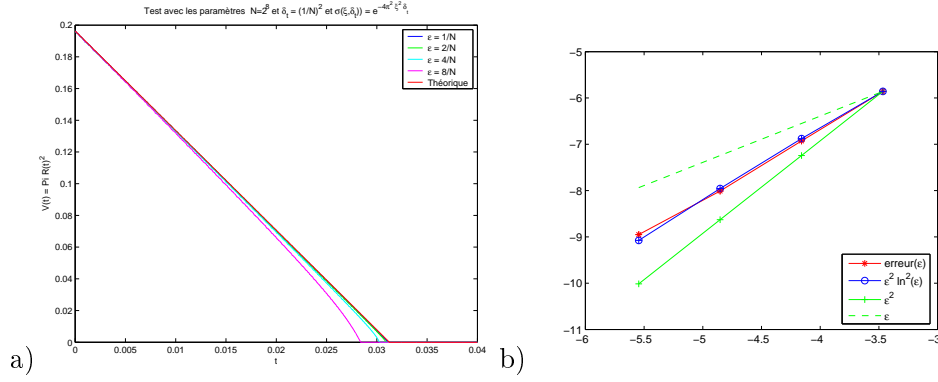 Test avec les paramètres N=2^8 et δ_t = (1/N)^2 et σ(ξ,δ_t)) = e^{-4π^2 ξ^2 δ_t}
0.2
0.18
0.16
0.14
0.12
0.1
0.08
0.06
0.04
0.02
0
V(t) = Pi R(t)^2
0
0.005
0.01
0.015
0.02
0.025
0.03
0.035
0.04
t
ε = 1/N
ε = 2/N
ε = 4/N
ε = 8/N
Théorique
a)
−5
−6
−7
−8
−9
−10
−11
−6
−5.5
−5
−4.5
−4
−3.5
−3
erreur(ε)
ε^2 ln^2(ε)
ε^2
ε
b)